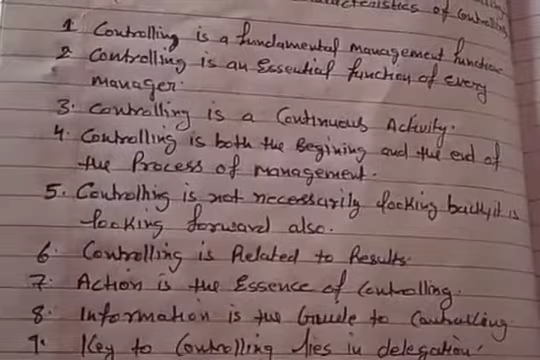 characteristics of Controlling
1 Controlling is a fundamental management function
2 Controlling is an Essential function of every
manager.
3. Controlling is a Continuous Activity.
4. Controlling is both the Begining and the end of
the Process of management.
5. Controlling is not necessarily looking back, it is
looking forward also.
6. Controlling is Related to Results.
7. Action is the Essence of Controlling.
8. Information is the Guide to Controlling
9. Key to Controlling lies in delegation.